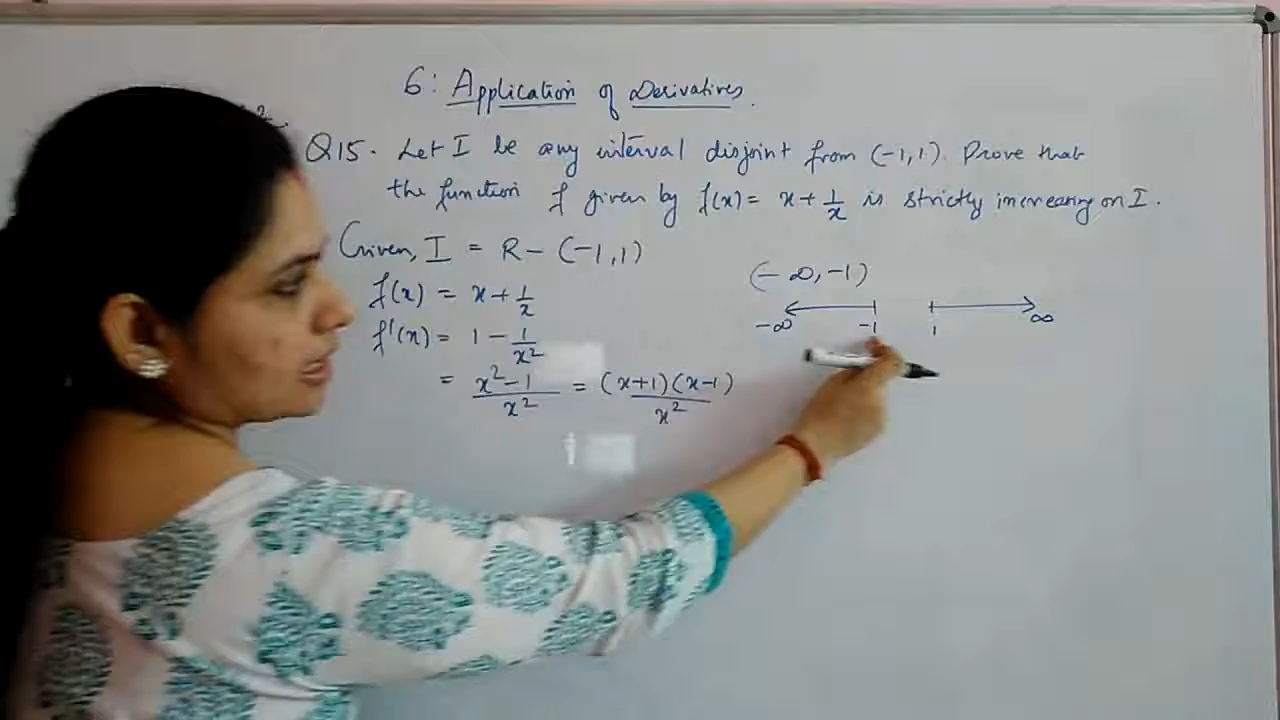 6: Application of Derivatives.
Q15. Let I be any interval disjoint from (-1,1). Prove that
the function f given by f(x) = x + 1/x is strictly increasing on I.
Given, I = R - (-1,1)
f(x) = x + 1/x
f'(x) = 1 - 1/x²
= x²-1/x² = (x+1)(x-1)/x²
(-∞,-1)
-∞ -1 1 ∞